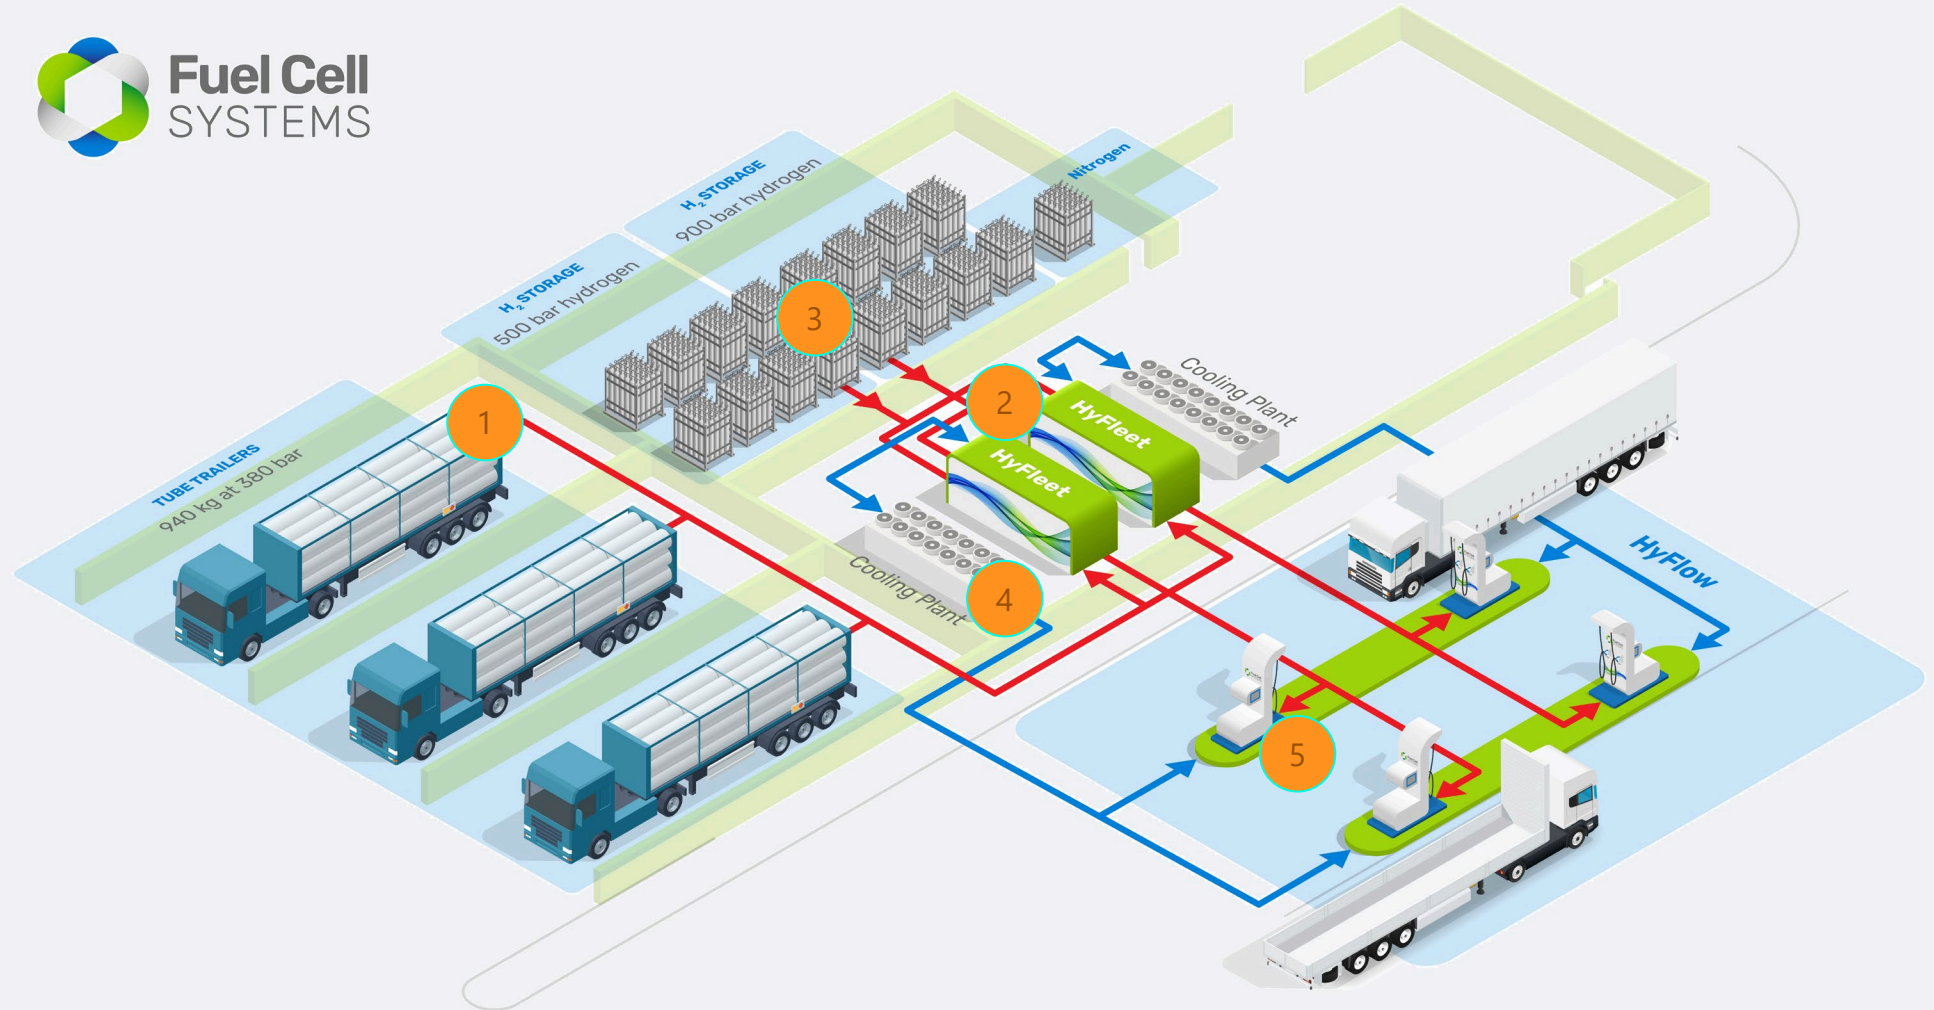 Fuel Cell
SYSTEMS
H₂ STORAGE
900 bar hydrogen
Nitrogen
H₂ STORAGE
500 bar hydrogen
TUBE TRAILERS
940 kg at 380 bar
1
2
3
4
5
Cooling Plant
HyFleet
HyFleet
Cooling Plant
HyFlow